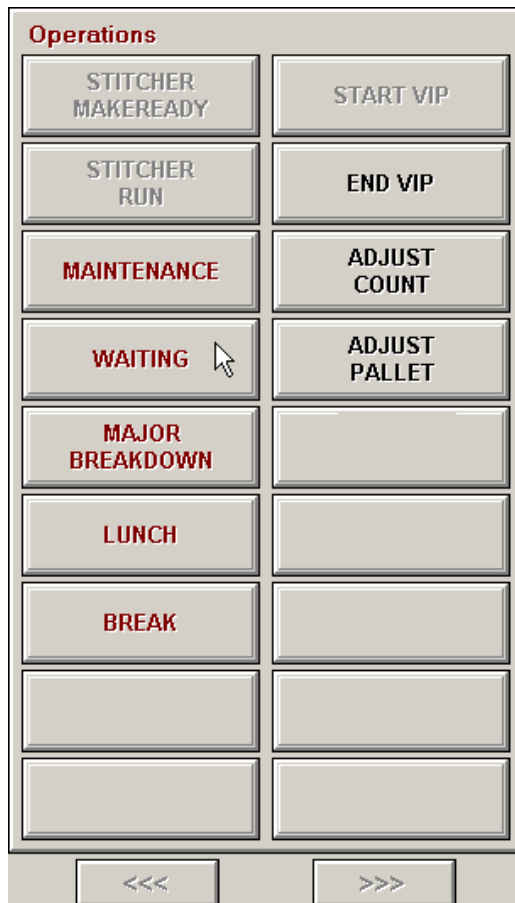 Operations
STITCHER
MAKEREADY
START VIP
STITCHER
RUN
END VIP
MAINTENANCE
ADJUST
COUNT
WAITING
ADJUST
PALLET
MAJOR
BREAKDOWN
LUNCH
BREAK
<<<
>>>